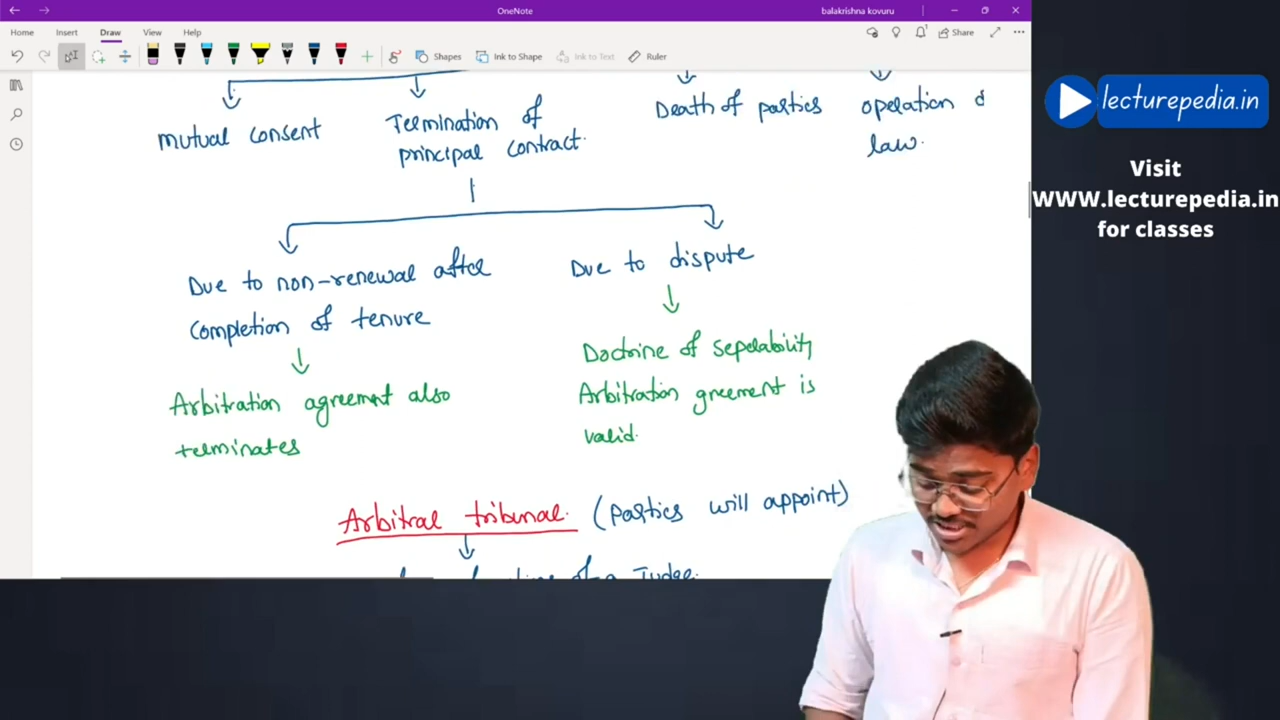 OneNote
balakrishna kovuru
Home Insert Draw View Help
Share
Shapes
Ink to Shape
Ink to Text
Ruler
lecturepedia.in
Visit
WWW.lecturepedia.in
for classes
Mutual consent
Termination of
principal contract.
Death of parties
operation
law.
Due to non-renewal after
completion of tenure
Due to dispute
Arbitration agreement also
terminates
Doctrine of seperability
Arbitration greement is
valid.
Arbitral tribunal. (parties will appoint)
of a Judge.